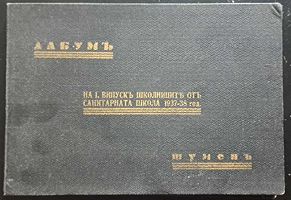 АЛБУМЪ
НА I. ВИПУСКЪ ШКОЛНИЦИТѢ ОТЪ
САНИТАРНАТА ШКОЛА 1937-38 год.
ШУМЕНЪ